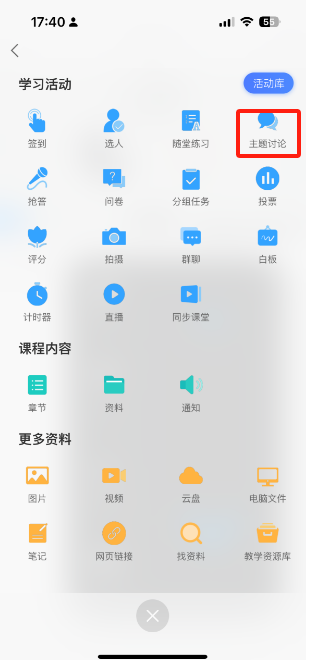 17:40
55
学习活动
活动库
签到 选人 随堂练习 主题讨论
抢答 问卷 分组任务 投票
评分 拍摄 群聊 白板
计时器 直播 同步课堂
课程内容
章节 资料 通知
更多资料
图片 视频 云盘 电脑文件
笔记 网页链接 找资料 教学资源库